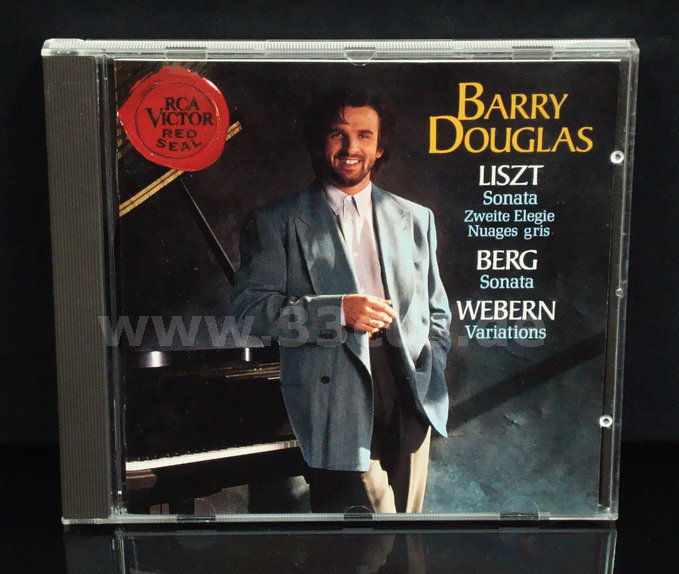 RCA
VICTOR
RED
SEAL
BARRY
DOUGLAS
LISZT
Sonata
Zweite Elegie
Nuages gris
BERG
Sonata
WEBERN
Variations